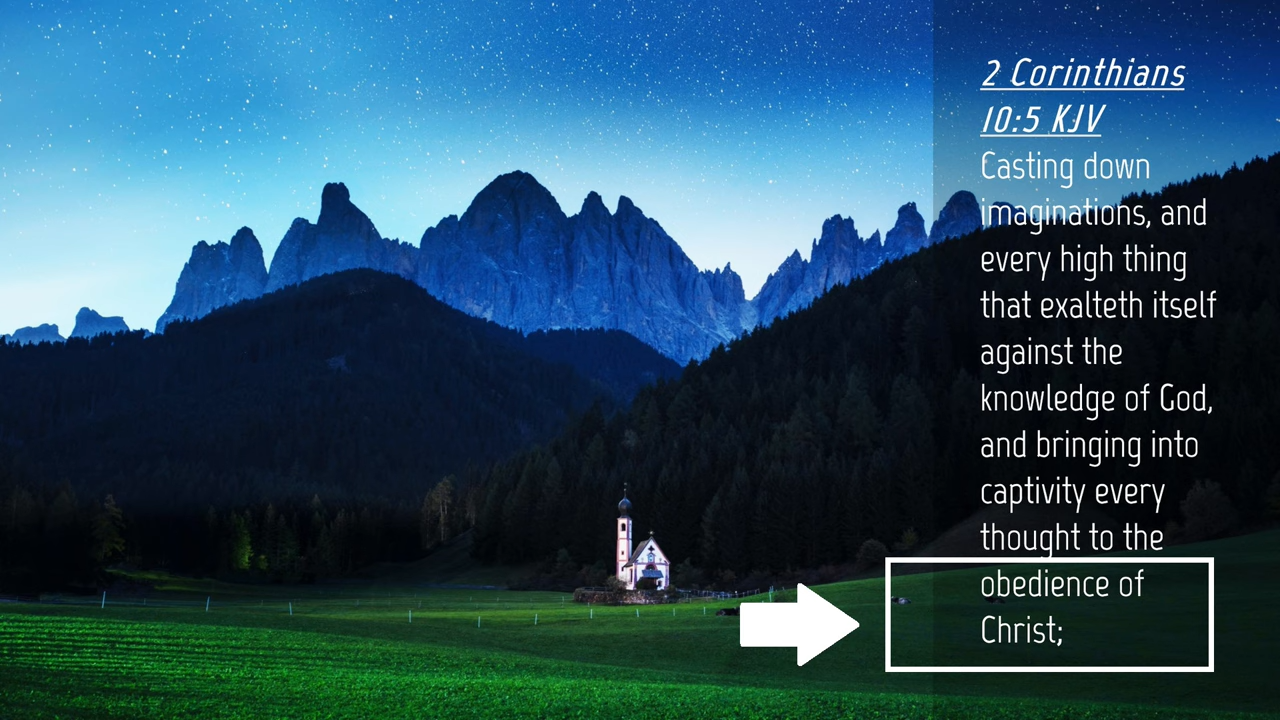 2 Corinthians
10:5 KJV
Casting down
imaginations, and
every high thing
that exalteth itself
against the
knowledge of God,
and bringing into
captivity every
thought to the
obedience of
Christ;